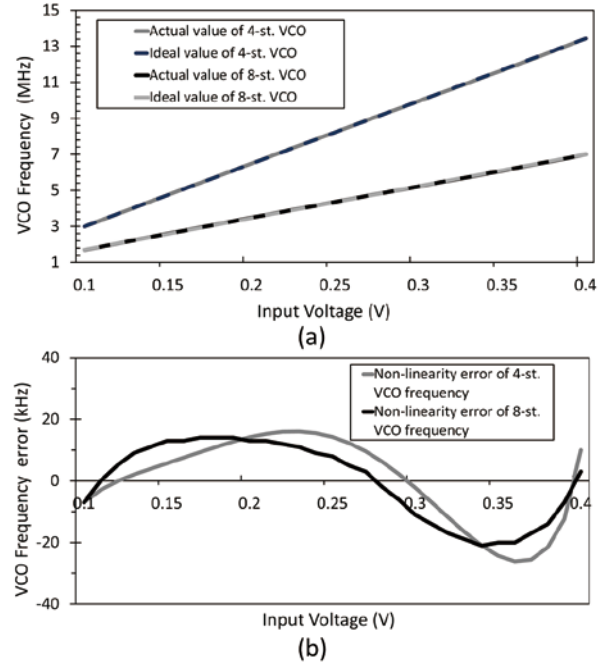 15
13
11
9
7
5
3
1
VCO Frequency (MHz)
Actual value of 4-st. VCO
Ideal value of 4-st. VCO
Actual value of 8-st. VCO
Ideal value of 8-st. VCO
0.1 0.15 0.2 0.25 0.3 0.35 0.4
Input Voltage (V)
(a)
40
20
0
-20
-40
VCO Frequency error (kHz)
Non-linearity error of 4-st.
VCO frequency
Non-linearity error of 8-st.
VCO frequency
0.1 0.15 0.2 0.25 0.3 0.35 0.4
Input Voltage (V)
(b)